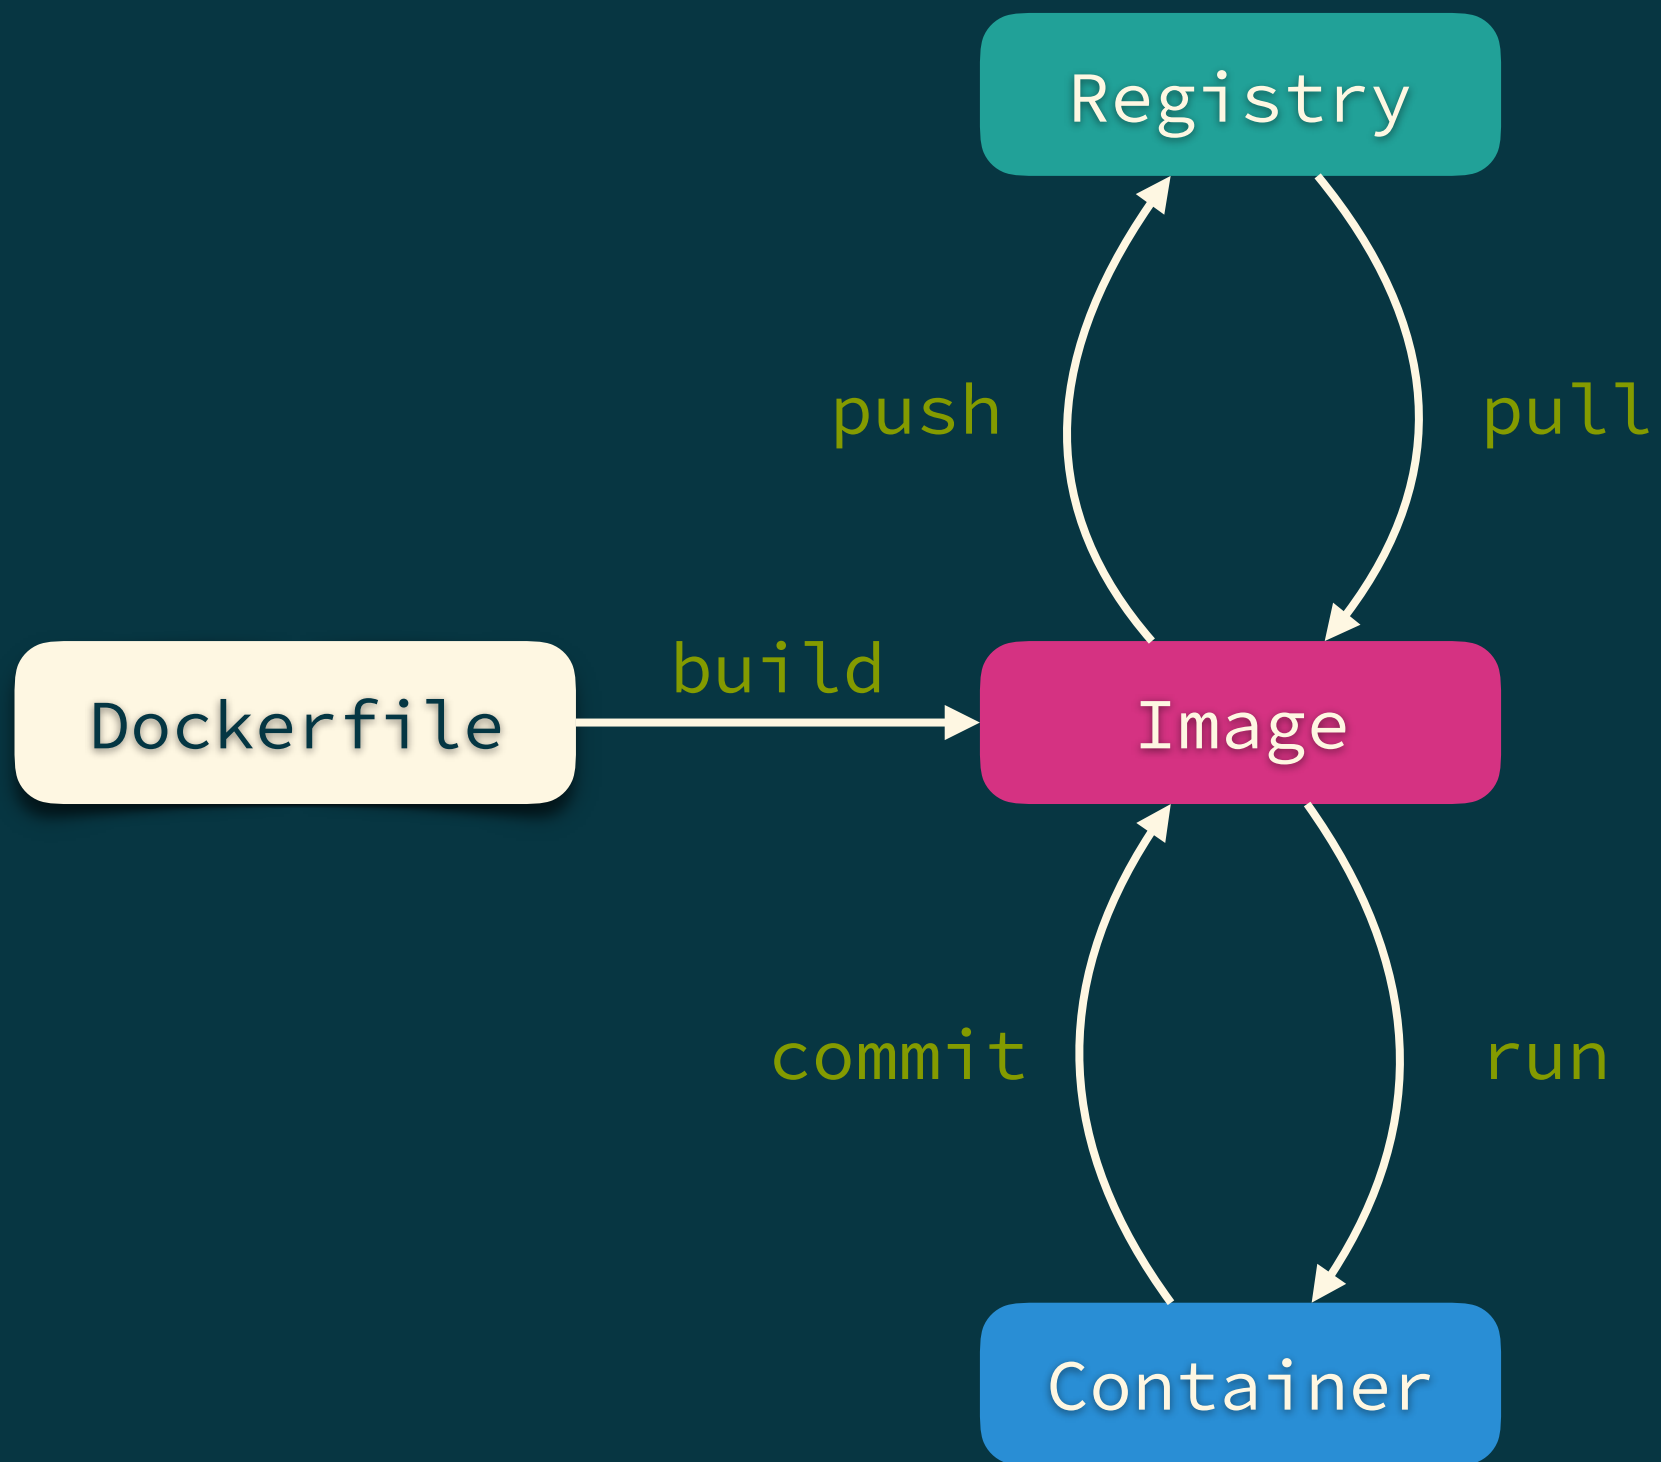 Registry
push
pull
build
Dockerfile
Image
commit
run
Container